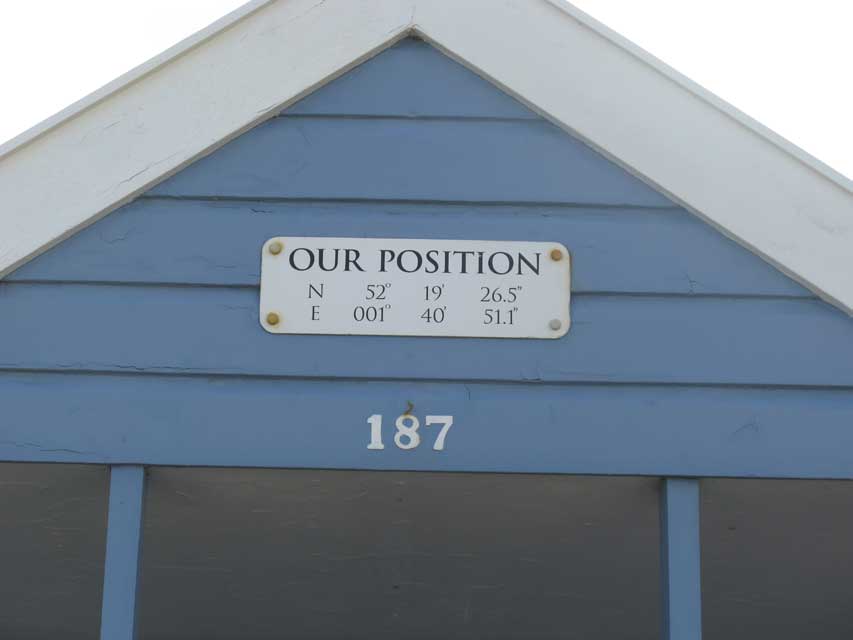 OUR POSITION
N 52° 19' 26.5"
E 001° 40' 51.1"
187